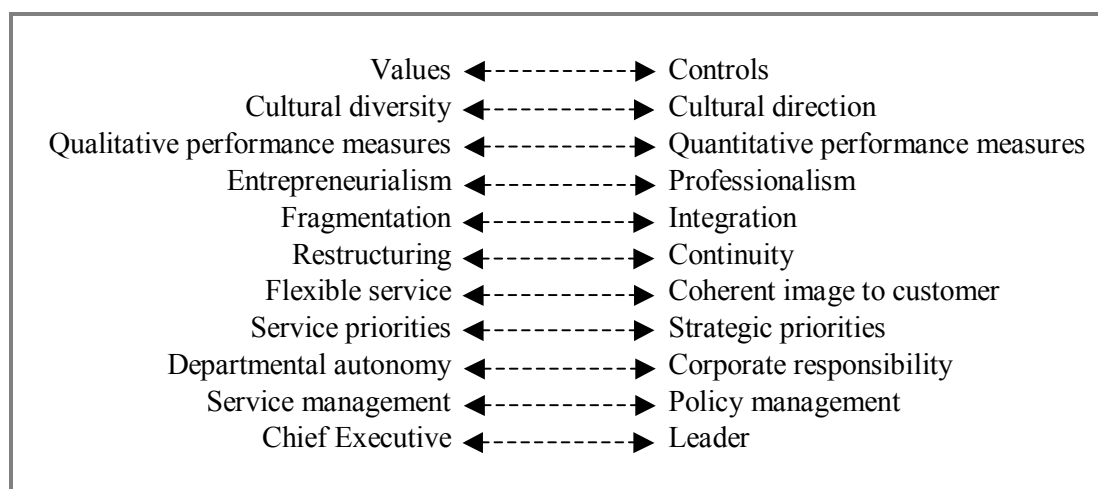 Values Controls
Cultural diversity Cultural direction
Qualitative performance measures Quantitative performance measures
Entrepreneurialism Professionalism
Fragmentation Integration
Restructuring Continuity
Flexible service Coherent image to customer
Service priorities Strategic priorities
Departmental autonomy Corporate responsibility
Service management Policy management
Chief Executive Leader